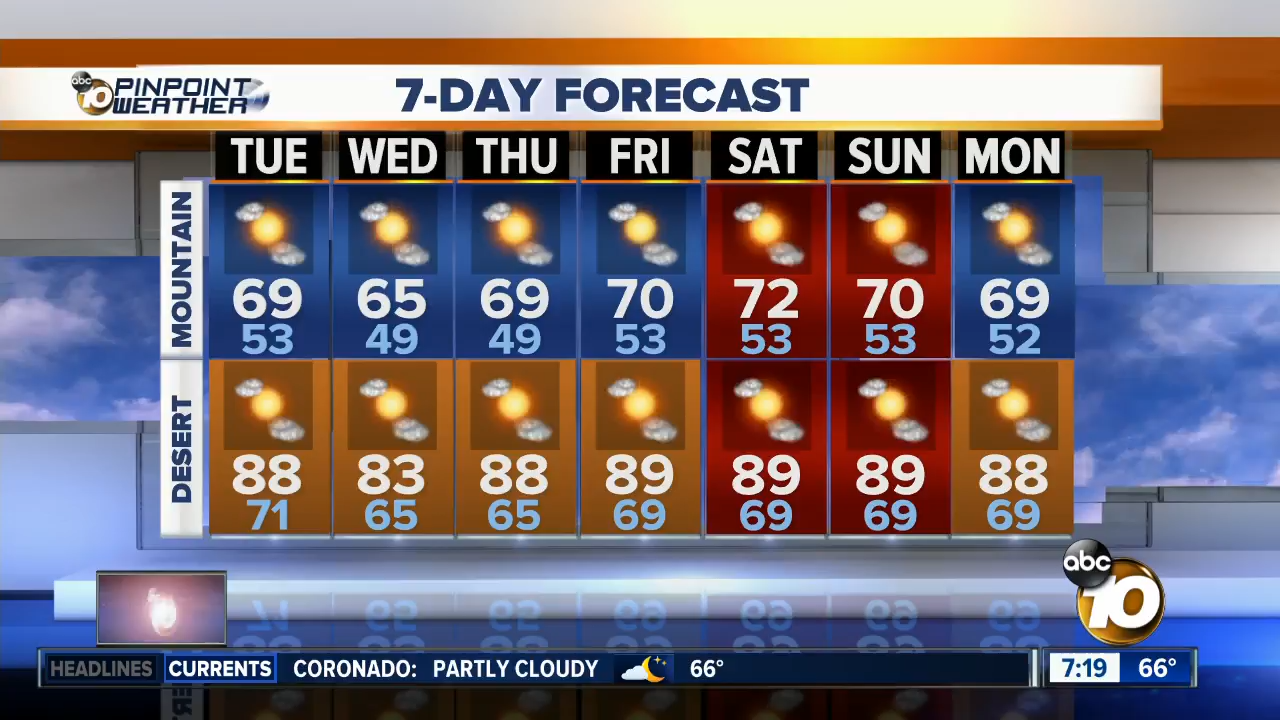 abc 10 PINPOINT WEATHER
7-DAY FORECAST
TUE WED THU FRI SAT SUN MON
MOUNTAIN
69 65 69 70 72 70 69
53 49 49 53 53 53 52
DESERT
88 83 88 89 89 89 88
71 65 65 69 69 69 69
abc 10
HEADLINES CURRENTS CORONADO: PARTLY CLOUDY 66° 7:19 66°